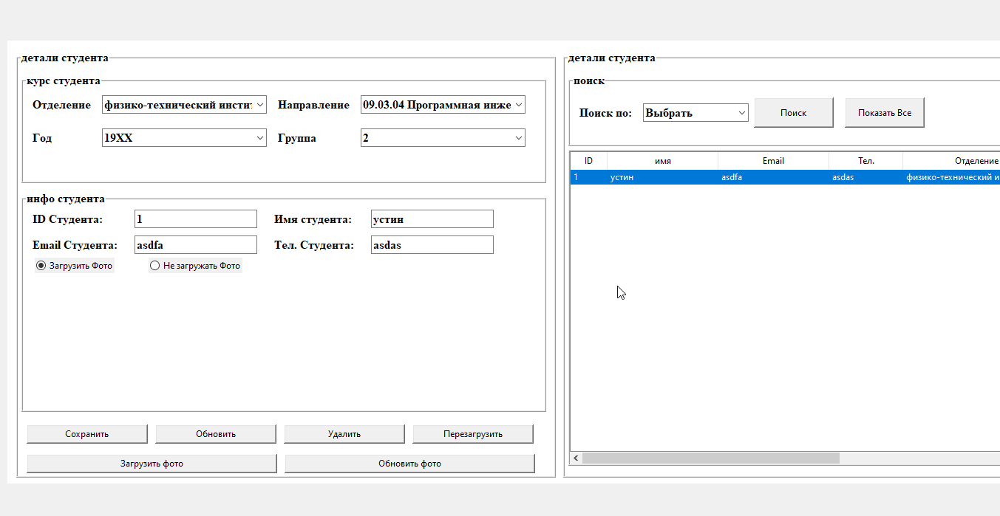 детали студента
курс студента
Отделение физико-технический инсти Направление 09.03.04 Программная инже
Год 19XX Группа 2
инфо студента
ID Студента: 1 Имя студента: устин
Email Студента: asdfa Тел. Студента: asdas
Загрузить Фото Не загружать Фото
Сохранить Обновить Удалить Перезагрузить
Загрузить фото Обновить фото
детали студента
поиск
Поиск по: Выбрать Поиск Показать Все
ID имя Email Тел. Отделение
1 устин asdfa asdas физико-технический и